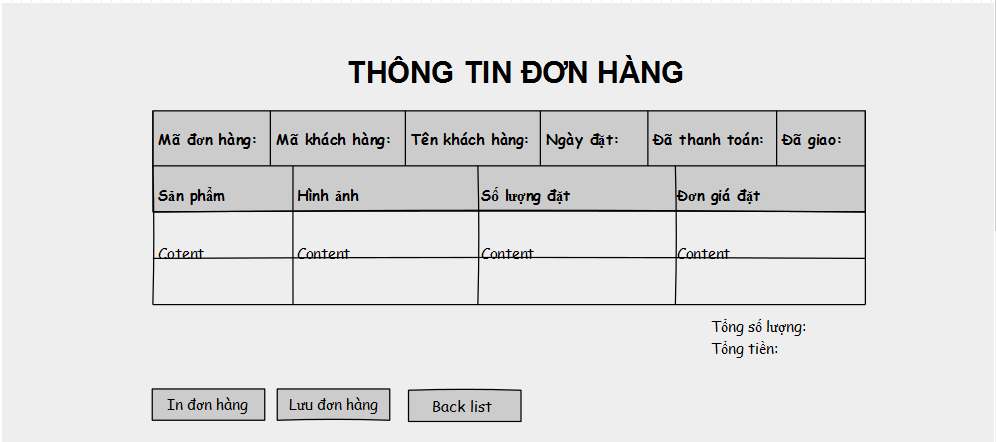 THÔNG TIN ĐƠN HÀNG
Mã đơn hàng: Mã khách hàng: Tên khách hàng: Ngày đặt: Đã thanh toán: Đã giao:
Sản phẩm Hình ảnh Số lượng đặt Đơn giá đặt
Cotent Content Content Content
Tổng số lượng:
Tổng tiền:
In đơn hàng Lưu đơn hàng Back list